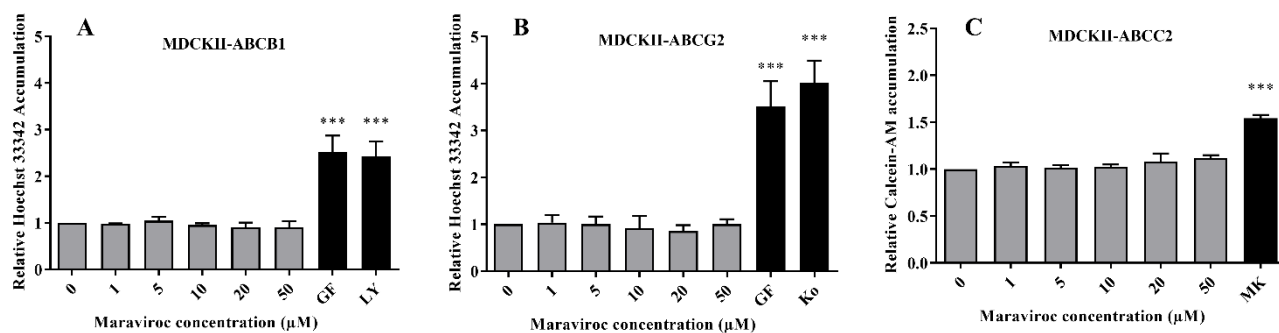 A
MDCKII-ABCB1
Relative Hoechst 33342 Accumulation
5
4
3
2
1
0
*** ***
0 1 5 10 20 50 GF LY
Maraviroc concentration (µM)
B
MDCKII-ABCG2
Relative Hoechst 33342 Accumulation
5
4
3
2
1
0
***
***
0 1 5 10 20 50 GF Ko
Maraviroc concentration (µM)
C
MDCKII-ABCC2
Relative Calcein-AM accumulation
2.5
2.0
1.5
1.0
0.5
0.0
***
0 1 5 10 20 50 MK
Maraviroc concentration (µM)